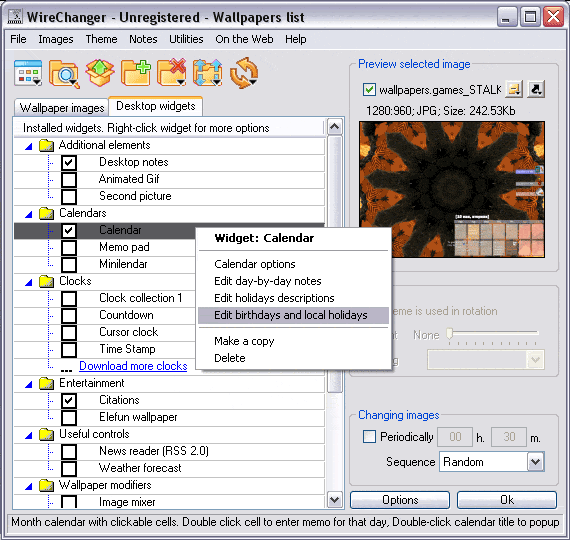 WireChanger - Unregistered - Wallpapers list
File Images Theme Notes Utilities On the Web Help
Wallpaper images Desktop widgets
Installed widgets. Right-click widget for more options
Additional elements
Desktop notes
Animated Gif
Second picture
Calendars
Calendar
Memo pad
Minilendar
Clocks
Clock collection 1
Countdown
Cursor clock
Time Stamp
... Download more clocks
Entertainment
Citations
Elefun wallpaper
Useful controls
News reader (RSS 2.0)
Weather forecast
Wallpaper modifiers
Image mixer
Widget: Calendar
Calendar options
Edit day-by-day notes
Edit holidays descriptions
Edit birthdays and local holidays
Make a copy
Delete
Preview selected image
wallpapers.games_STALK
1280:960; JPG; Size: 242.53Kb
eme is used in rotation
None
Changing images
Periodically 00 h. 30 m.
Sequence Random
Options Ok
Month calendar with clickable cells. Double click cell to enter memo for that day, Double-click calendar title to popup